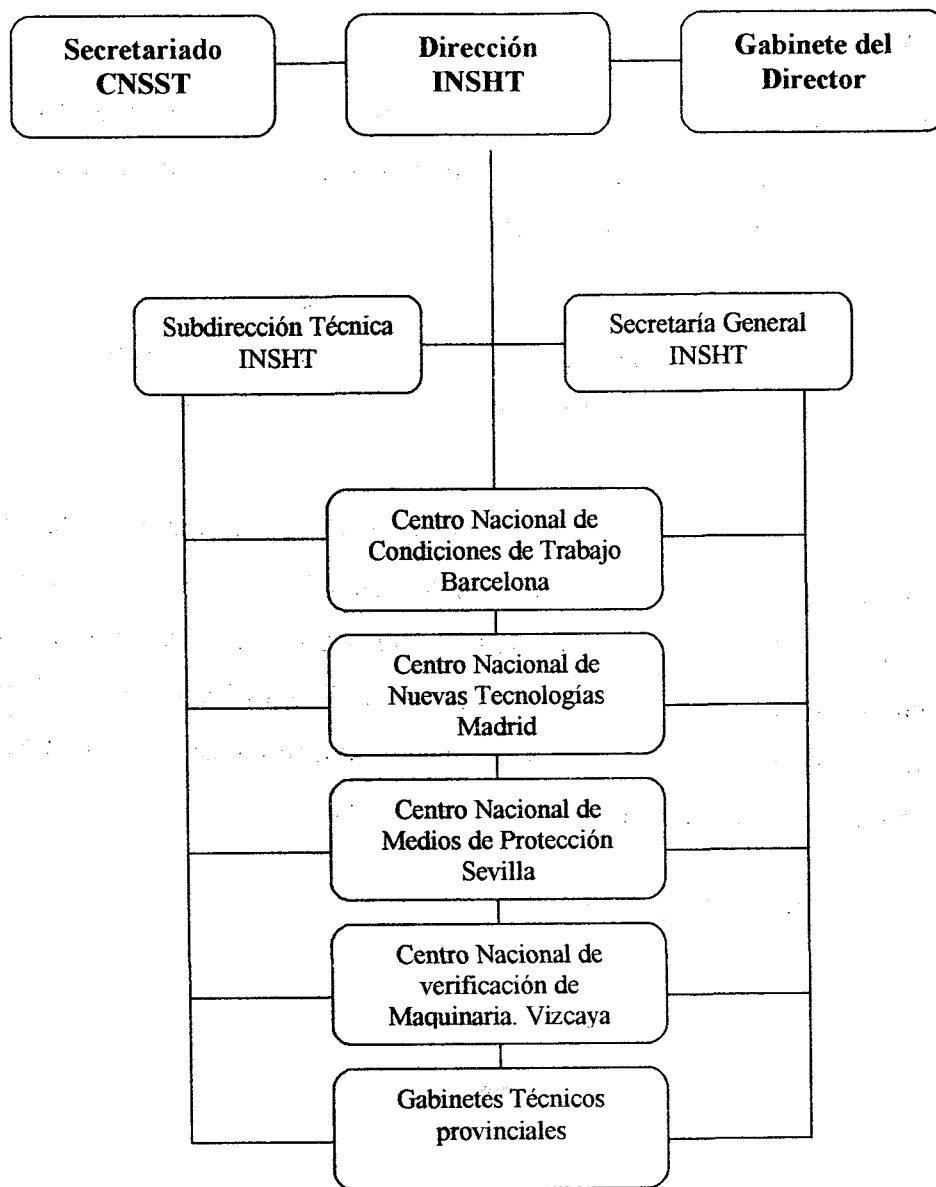 Secretariado
CNSST
Dirección
INSHT
Gabinete del
Director
Subdirección Técnica
INSHT
Secretaría General
INSHT
Centro Nacional de
Condiciones de Trabajo
Barcelona
Centro Nacional de
Nuevas Tecnologías
Madrid
Centro Nacional de
Medios de Protección
Sevilla
Centro Nacional de
verificación de
Maquinaria. Vizcaya
Gabinetes Técnicos
provinciales